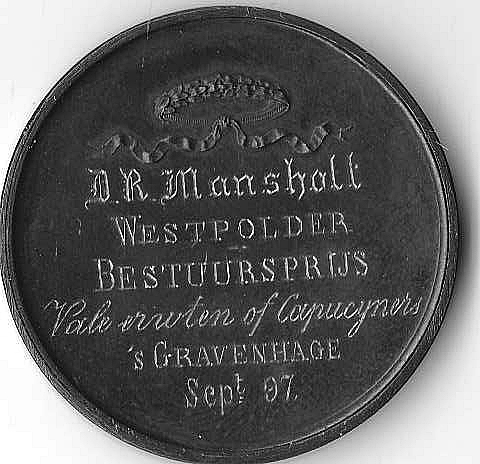 D.R. Mansholt
WESTPOLDER
BESTUURSPRIJS
Vale erwten of Capucyners
'S GRAVENHAGE
Sept. 97.